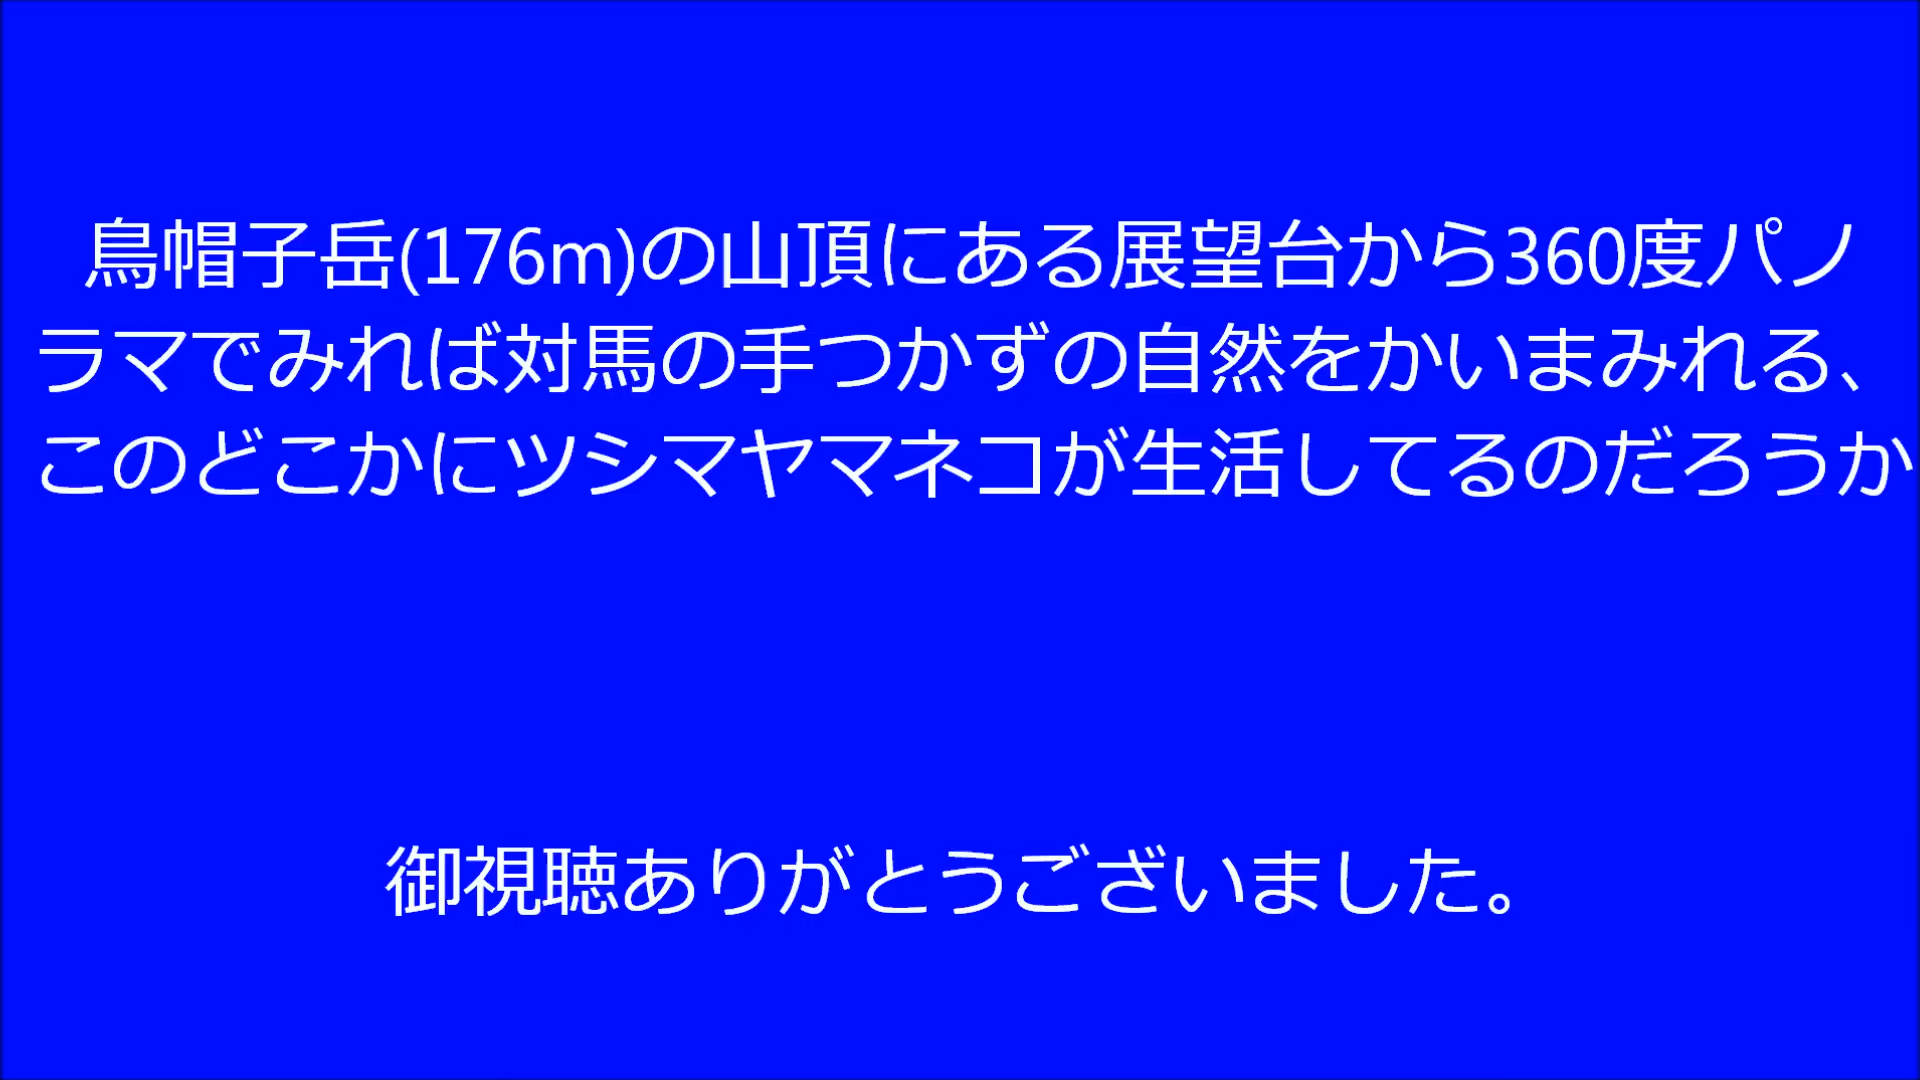 烏帽子岳(176m)の山頂にある展望台から360度パノ
ラマでみれば対馬の手つかずの自然をかいまみれる、
このどこかにツシマヤマネコが生活してるのだろうか
御視聴ありがとうございました。